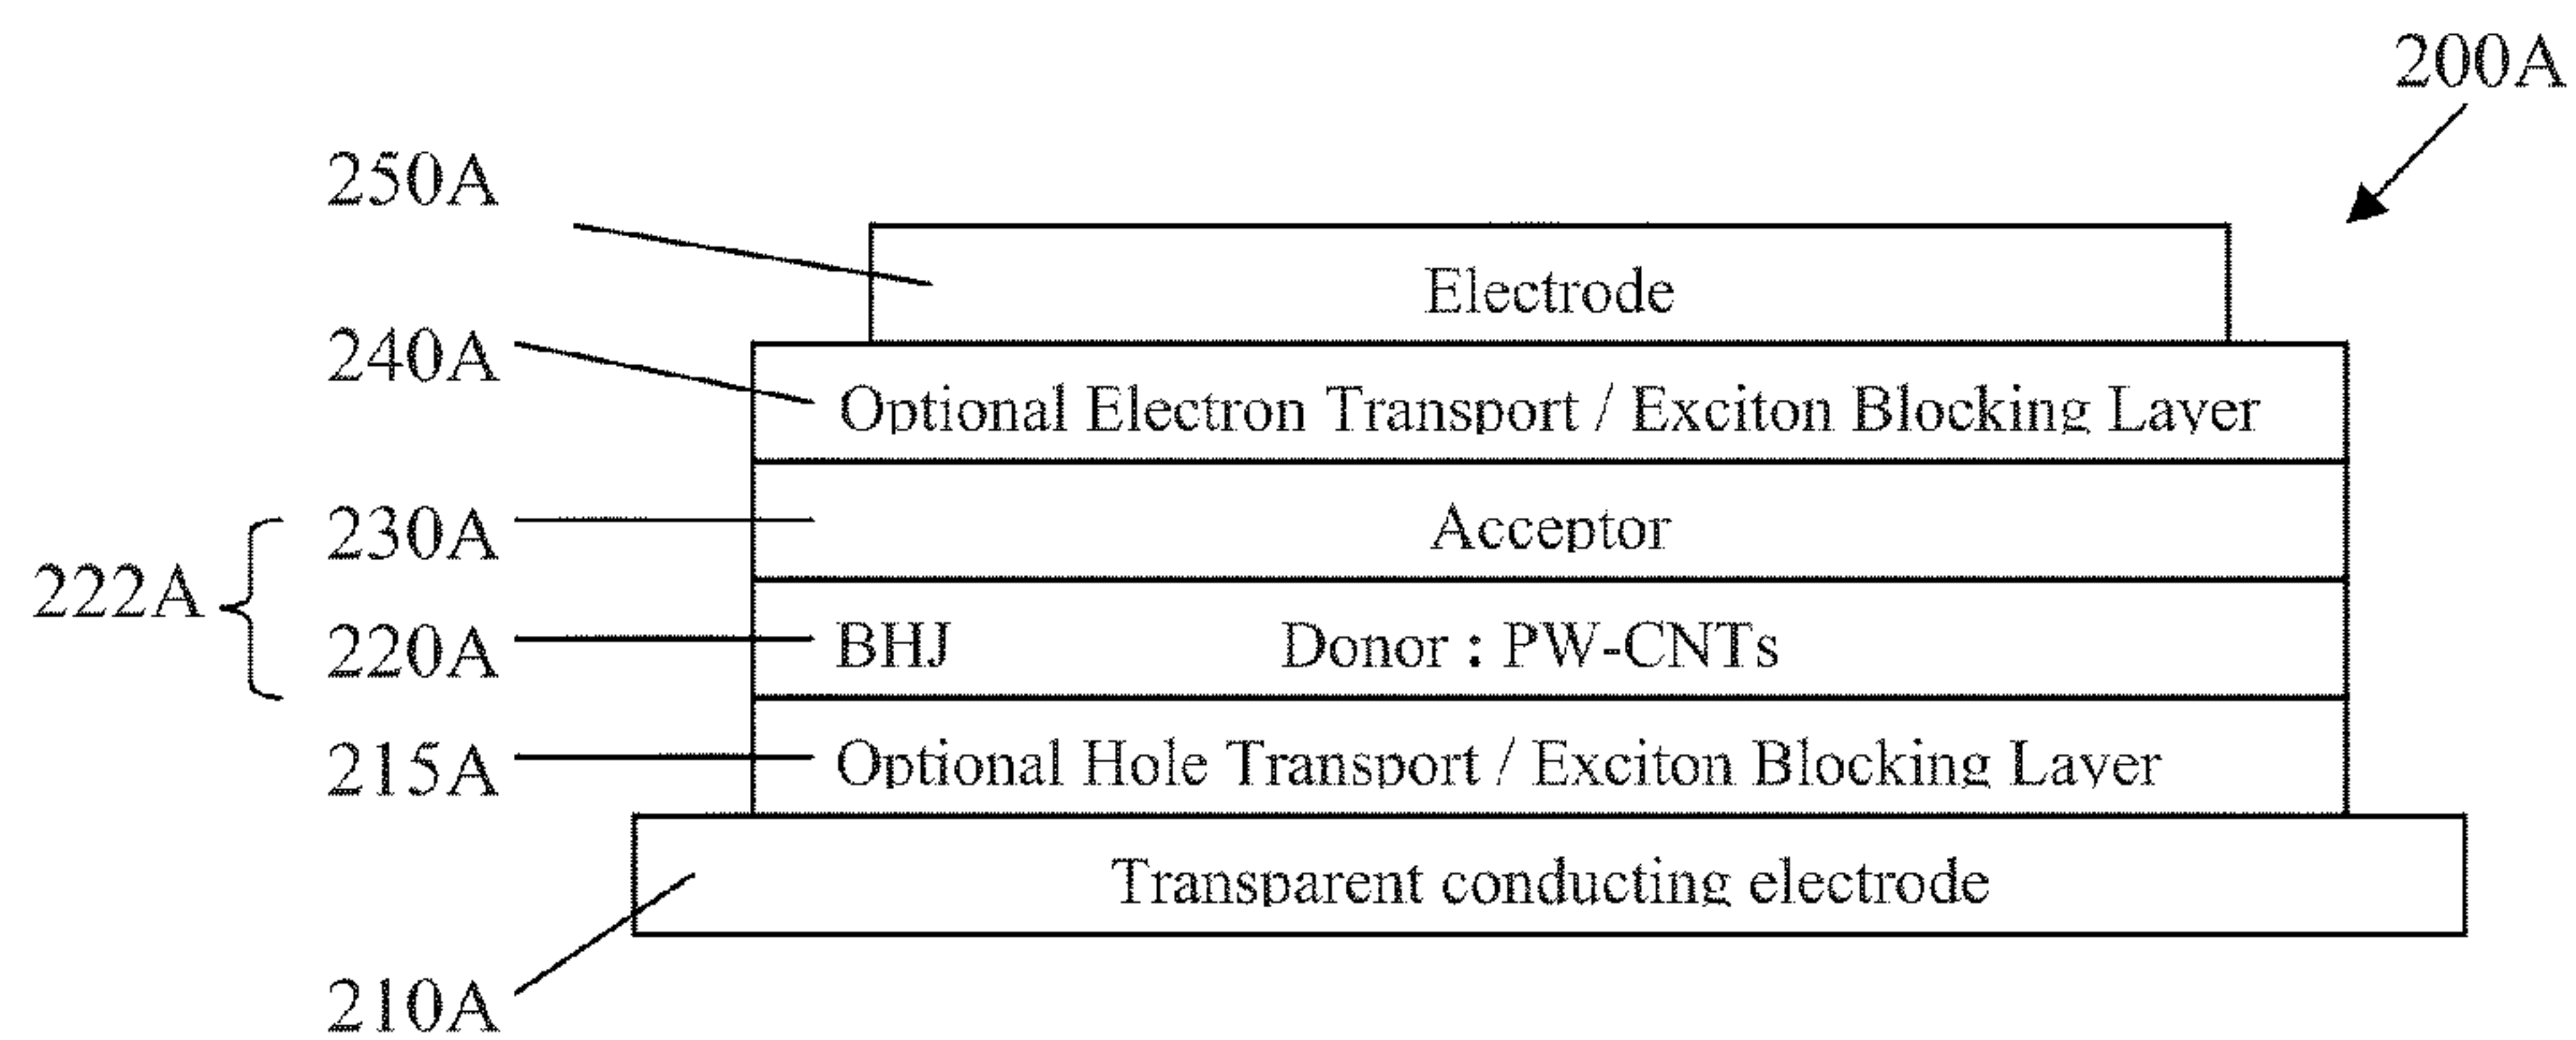 200A
250A
Electrode
240A
Optional Electron Transport / Exciton Blocking Layer
230A
Acceptor
222A
220A
BHJ Donor : PW-CNTs
215A
Optional Hole Transport / Exciton Blocking Layer
Transparent conducting electrode
210A